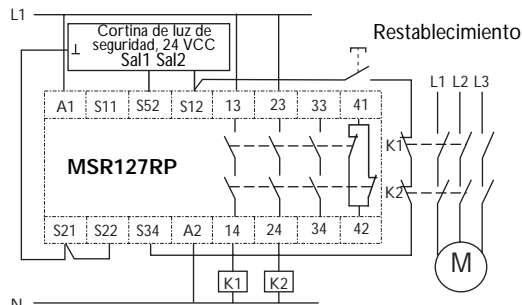 L1
Cortina de luz de
seguridad, 24 VCC
Sal1 Sal2
Restablecimiento
L1 L2 L3
A1 S11 S52 S12 13 23 33 41
K1
MSR127RP
K2
S21 S22 S34 A2 14 24 34 42
M
K1 K2
N